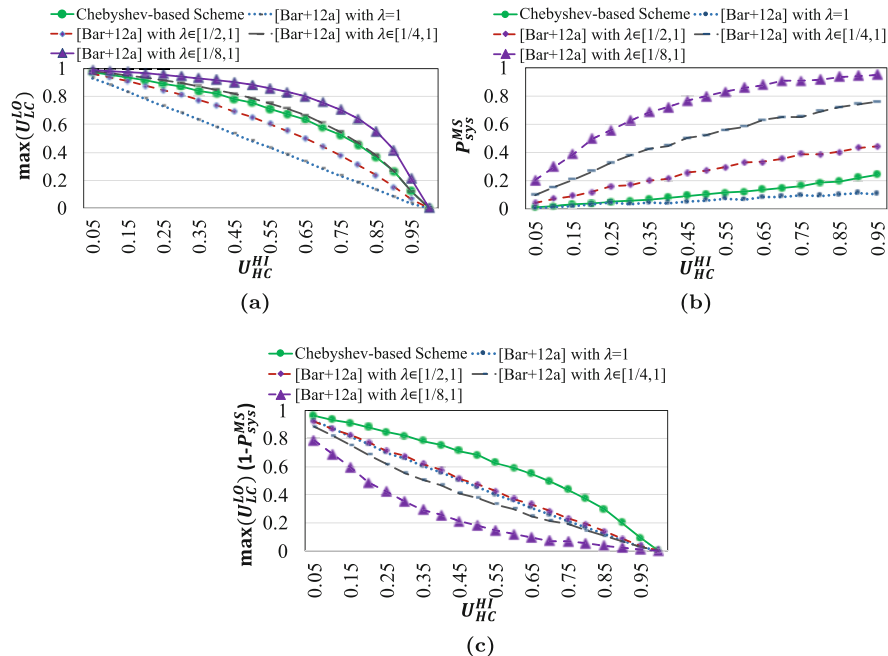 Chebyshev-based Scheme
[Bar+12a] with λ=1
[Bar+12a] with λ∈[1/2,1]
[Bar+12a] with λ∈[1/4,1]
[Bar+12a] with λ∈[1/8,1]
max(U_{LC}^{LO})
1
0.8
0.6
0.4
0.2
0
0.05
0.15
0.25
0.35
0.45
0.55
0.65
0.75
0.85
0.95
U_{HC}^{HI}
(a)
Chebyshev-based Scheme
[Bar+12a] with λ=1
[Bar+12a] with λ∈[1/2,1]
[Bar+12a] with λ∈[1/4,1]
[Bar+12a] with λ∈[1/8,1]
P_{sys}^{MS}
1
0.8
0.6
0.4
0.2
0
0.05
0.15
0.25
0.35
0.45
0.55
0.65
0.75
0.85
0.95
U_{HC}^{HI}
(b)
Chebyshev-based Scheme
[Bar+12a] with λ=1
[Bar+12a] with λ∈[1/2,1]
[Bar+12a] with λ∈[1/4,1]
[Bar+12a] with λ∈[1/8,1]
max(U_{LC}^{LO}) (1-P_{sys}^{MS})
1
0.8
0.6
0.4
0.2
0
0.05
0.15
0.25
0.35
0.45
0.55
0.65
0.75
0.85
0.95
U_{HC}^{HI}
(c)